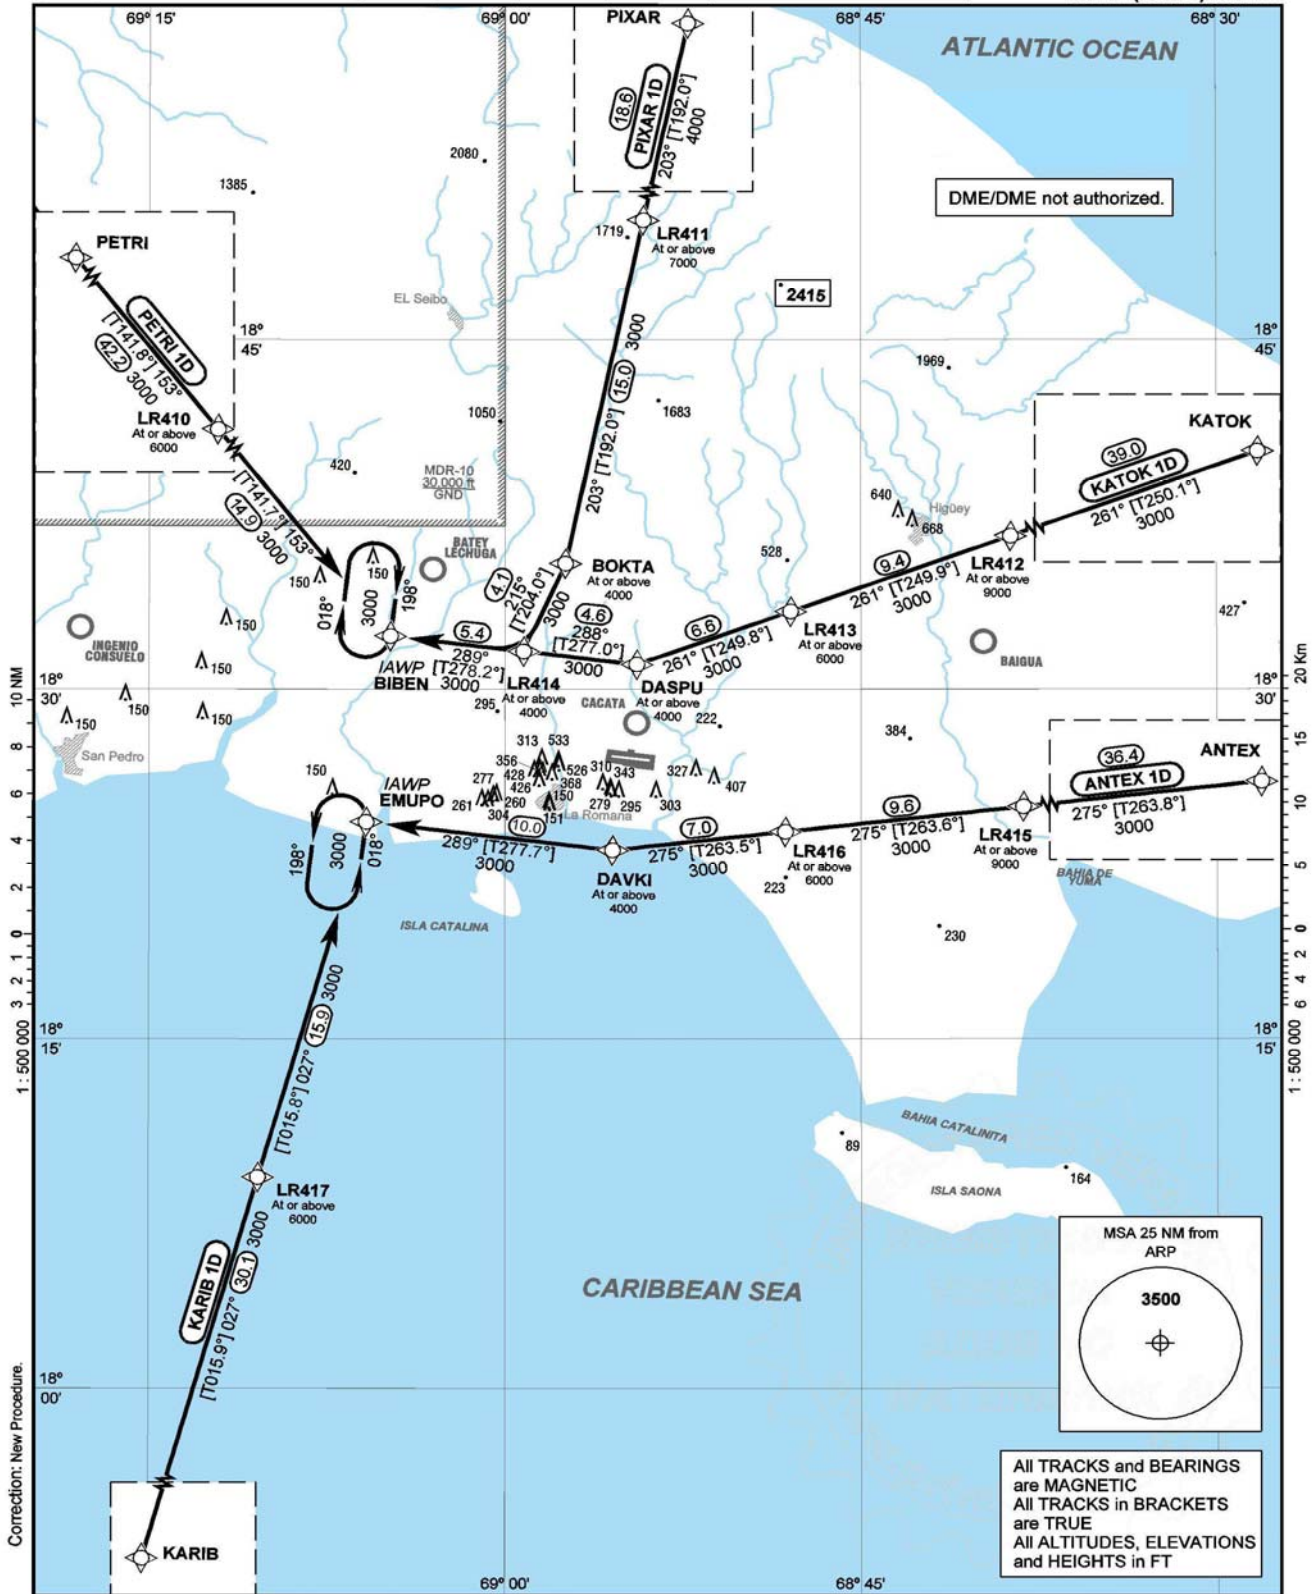 69° 15'
69° 00'
PIXAR
68° 45'
68° 30'
ATLANTIC OCEAN
18.6
PIXAR 1D
203° [T192.0°]
4000
2080
1385
DME/DME not authorized.
PETRI
1719
LR411
At or above
7000
2415
EL Seibo
PETRI 1D
[T141.8°] 153°
42.2 3000
18°
45'
18°
45'
3000
15.0
203° [T192.0°]
1969
1683
1050
LR410
At or above
6000
KATOK
39.0
KATOK 1D
261° [T250.1°]
3000
420
MDR-10
30,000 ft
GND
[T141.7°] 153°
14.9 3000
640
668
Higüey
BATEY
LECHUGA
150
150
BOKTA
At or above
4000
528
9.4
261° [T249.9°]
3000
LR412
At or above
9000
427
018°
3000
198°
4.1
215°
[T204.0°]
3000
150
INGENIO
CONSUELO
5.4
289°
[T278.2°]
3000
4.6
288°
[T277.0°]
3000
6.6
261° [T249.8°]
3000
LR413
At or above
6000
BAIGUA
150
IAWP
BIBEN
LR414
At or above
4000
DASPU
At or above
4000
10 NM
18°
30'
18°
30'
20 Km
150
150
150
295
CACATA
222
384
San Pedro
ANTEX
36.4
ANTEX 1D
275° [T263.8°]
3000
8
6
4
2
0
1
2
3
1 : 500 000
15
10
5
0
2
4
6
1 : 500 000
150
IAWP
EMUPO
313
533
356
428
426
526
368
150
151
277
261
304
260
310
343
279
295
327
407
303
La Romana
198°
3000
018°
10.0
289° [T277.7°]
3000
7.0
275° [T263.5°]
3000
9.6
275° [T263.6°]
3000
LR415
At or above
9000
LR416
At or above
6000
DAVKI
At or above
4000
223
BAHIA DE
YUMA
ISLA CATALINA
230
[T015.8°] 027° 15.9 3000
18°
15'
18°
15'
BAHIA CATALINITA
89
164
ISLA SAONA
LR417
At or above
6000
KARIB 1D
[T015.9°] 027° 30.1 3000
CARIBBEAN SEA
MSA 25 NM from
ARP
3500
18°
00'
Correction: New Procedure.
All TRACKS and BEARINGS
are MAGNETIC
All TRACKS in BRACKETS
are TRUE
All ALTITUDES, ELEVATIONS
and HEIGHTS in FT
KARIB
69° 00'
68° 45'